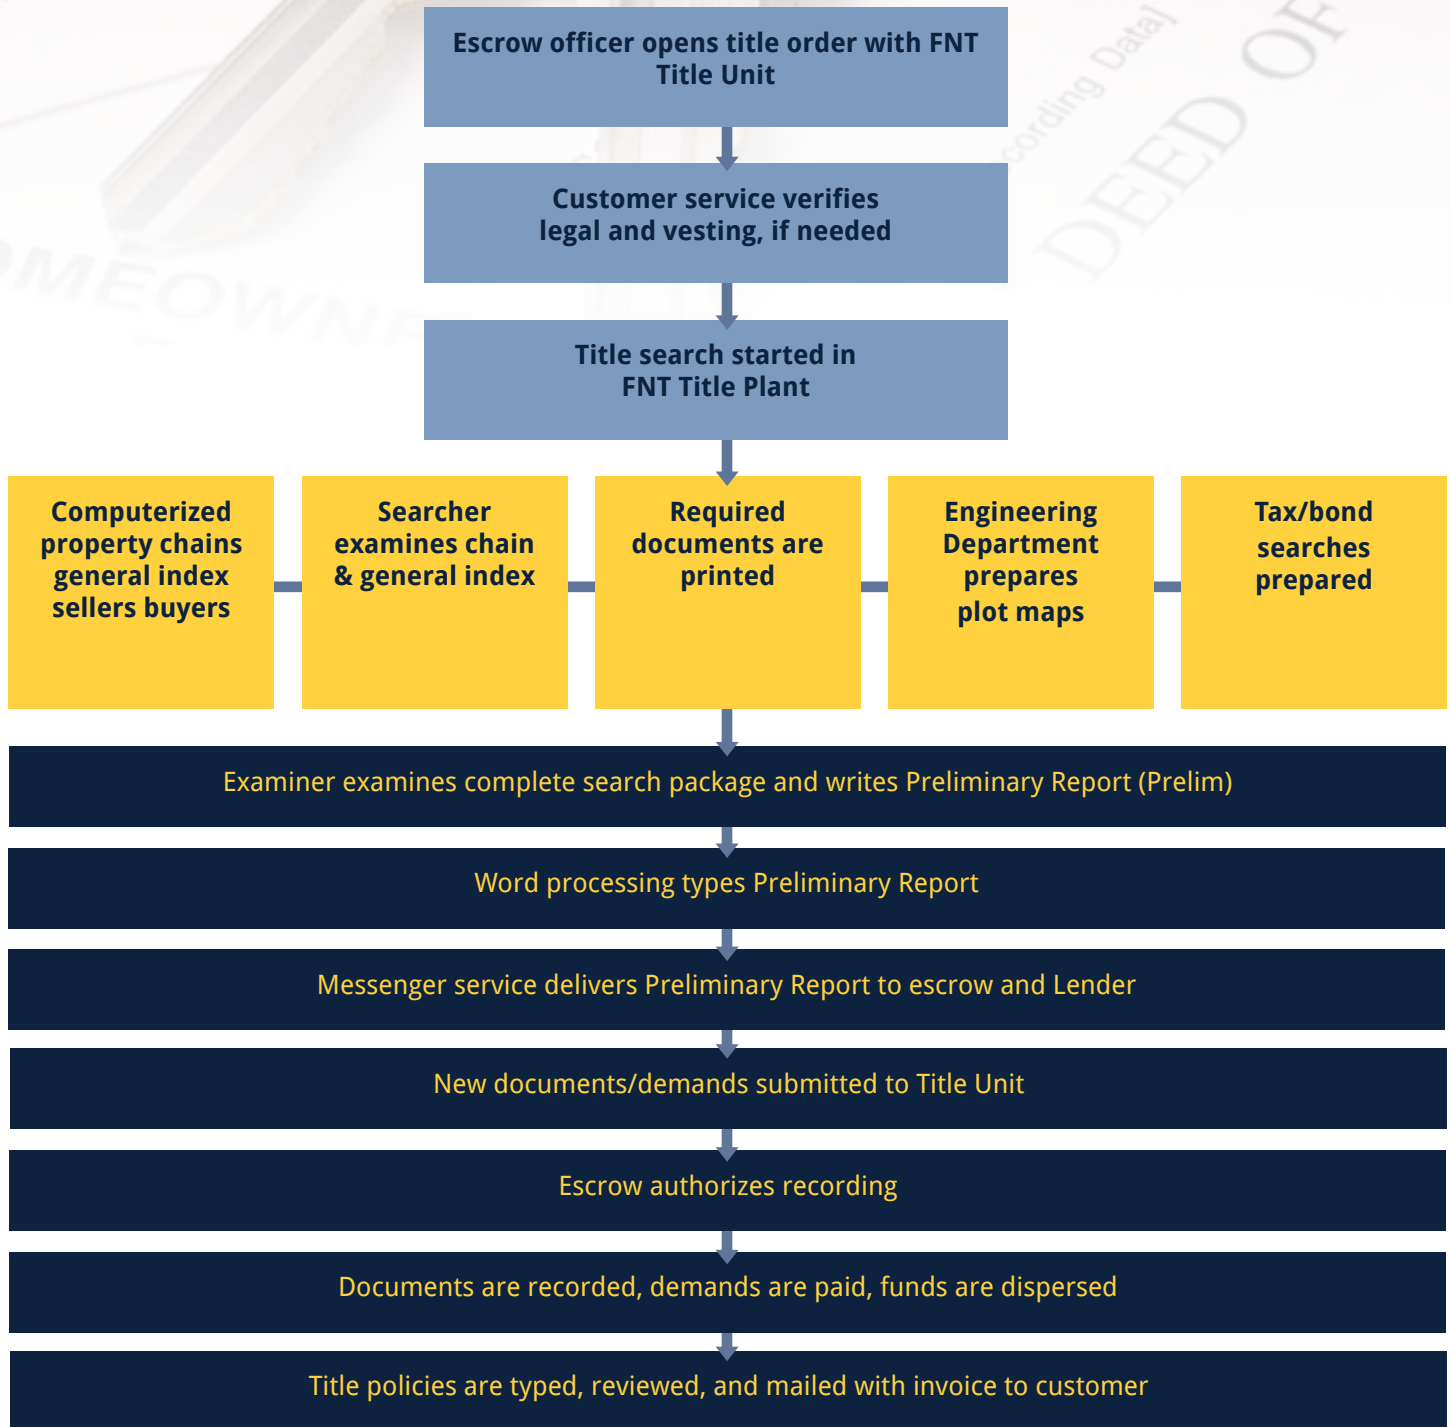 Escrow officer opens title order with FNT
Title Unit
Customer service verifies
legal and vesting, if needed
Title search started in
FNT Title Plant
Computerized
property chains
general index
sellers buyers
Searcher
examines chain
& general index
Required
documents are
printed
Engineering
Department
prepares
plot maps
Tax/bond
searches
prepared
Examiner examines complete search package and writes Preliminary Report (Prelim)
Word processing types Preliminary Report
Messenger service delivers Preliminary Report to escrow and Lender
New documents/demands submitted to Title Unit
Escrow authorizes recording
Documents are recorded, demands are paid, funds are dispersed
Title policies are typed, reviewed, and mailed with invoice to customer
DEED OF
Data]